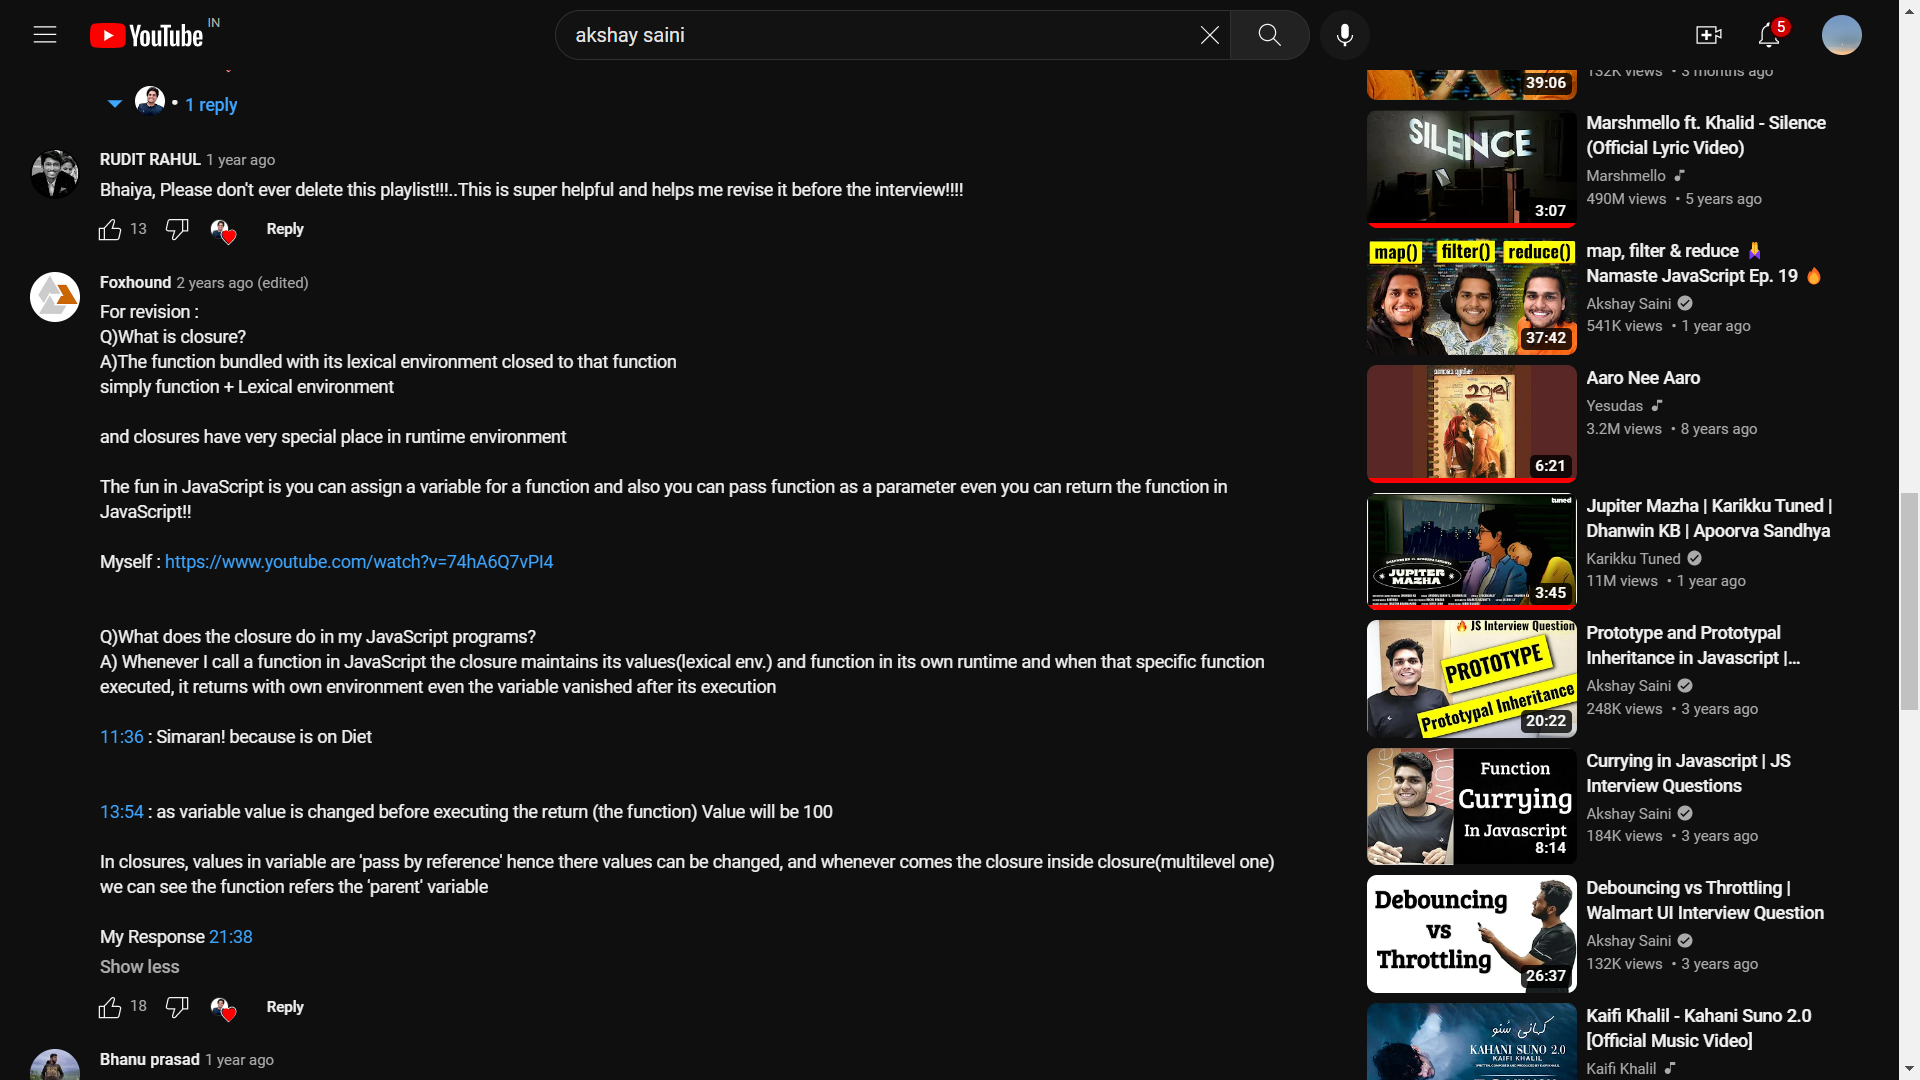 YouTube IN
akshay saini
5
1 reply
RUDIT RAHUL 1 year ago
Bhaiya, Please don't ever delete this playlist!!!..This is super helpful and helps me revise it before the interview!!!!
13 Reply
Foxhound 2 years ago (edited)
For revision :
Q)What is closure?
A)The function bundled with its lexical environment closed to that function
simply function + Lexical environment
and closures have very special place in runtime environment
The fun in JavaScript is you can assign a variable for a function and also you can pass function as a parameter even you can return the function in
JavaScript!!
Myself : https://www.youtube.com/watch?v=74hA6Q7vPI4
Q)What does the closure do in my JavaScript programs?
A) Whenever I call a function in JavaScript the closure maintains its values(lexical env.) and function in its own runtime and when that specific function
executed, it returns with own environment even the variable vanished after its execution
11:36 : Simaran! because is on Diet
13:54 : as variable value is changed before executing the return (the function) Value will be 100
In closures, values in variable are 'pass by reference' hence there values can be changed, and whenever comes the closure inside closure(multilevel one)
we can see the function refers the 'parent' variable
My Response 21:38
Show less
18 Reply
Bhanu prasad 1 year ago
39:06
132K views • 3 months ago
SILENCE
3:07
Marshmello ft. Khalid - Silence
(Official Lyric Video)
Marshmello
490M views • 5 years ago
map() filter() reduce()
37:42
map, filter & reduce
Namaste JavaScript Ep. 19
Akshay Saini
541K views • 1 year ago
6:21
Aaro Nee Aaro
Yesudas
3.2M views • 8 years ago
tuned
JUPITER
MAZHA
3:45
Jupiter Mazha | Karikku Tuned |
Dhanwin KB | Apoorva Sandhya
Karikku Tuned
11M views • 1 year ago
JS Interview Question
PROTOTYPE
Prototypal Inheritance
20:22
Prototype and Prototypal
Inheritance in Javascript |...
Akshay Saini
248K views • 3 years ago
Function
Currying
In Javascript
8:14
Currying in Javascript | JS
Interview Questions
Akshay Saini
184K views • 3 years ago
Debouncing
vs
Throttling
26:37
Debouncing vs Throttling |
Walmart UI Interview Question
Akshay Saini
132K views • 3 years ago
کہانی سُنو
KAHANI SUNO 2.0
KAIFI KHALIL
Kaifi Khalil - Kahani Suno 2.0
[Official Music Video]
Kaifi Khalil